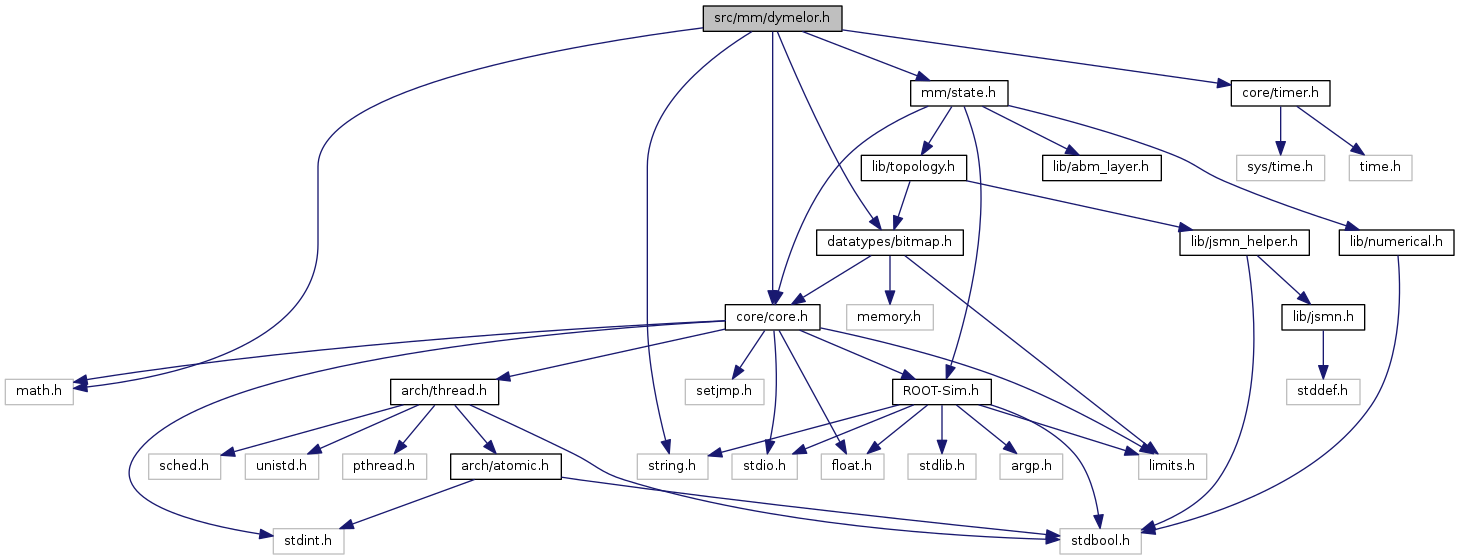 src/mm/dymelor.h
mm/state.h
core/timer.h
lib/topology.h
lib/abm_layer.h
sys/time.h
time.h
datatypes/bitmap.h
lib/jsmn_helper.h
lib/numerical.h
core/core.h
memory.h
lib/jsmn.h
math.h
arch/thread.h
setjmp.h
ROOT-Sim.h
stddef.h
sched.h
unistd.h
pthread.h
arch/atomic.h
string.h
stdio.h
float.h
stdlib.h
argp.h
limits.h
stdint.h
stdbool.h